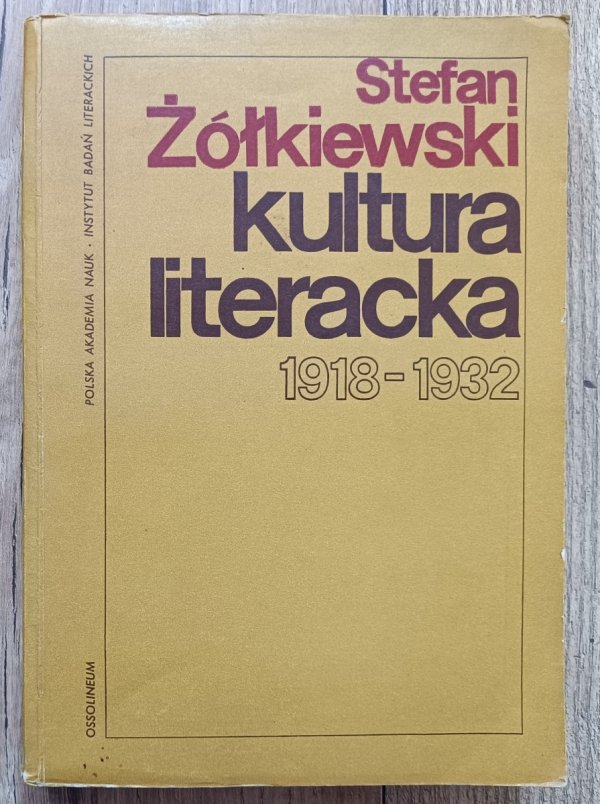 Stefan
Żółkiewski
kultura
literacka
1918-1932
POLSKA AKADEMIA NAUK · INSTYTUT BADAŃ LITERACKICH
OSSOLINEUM